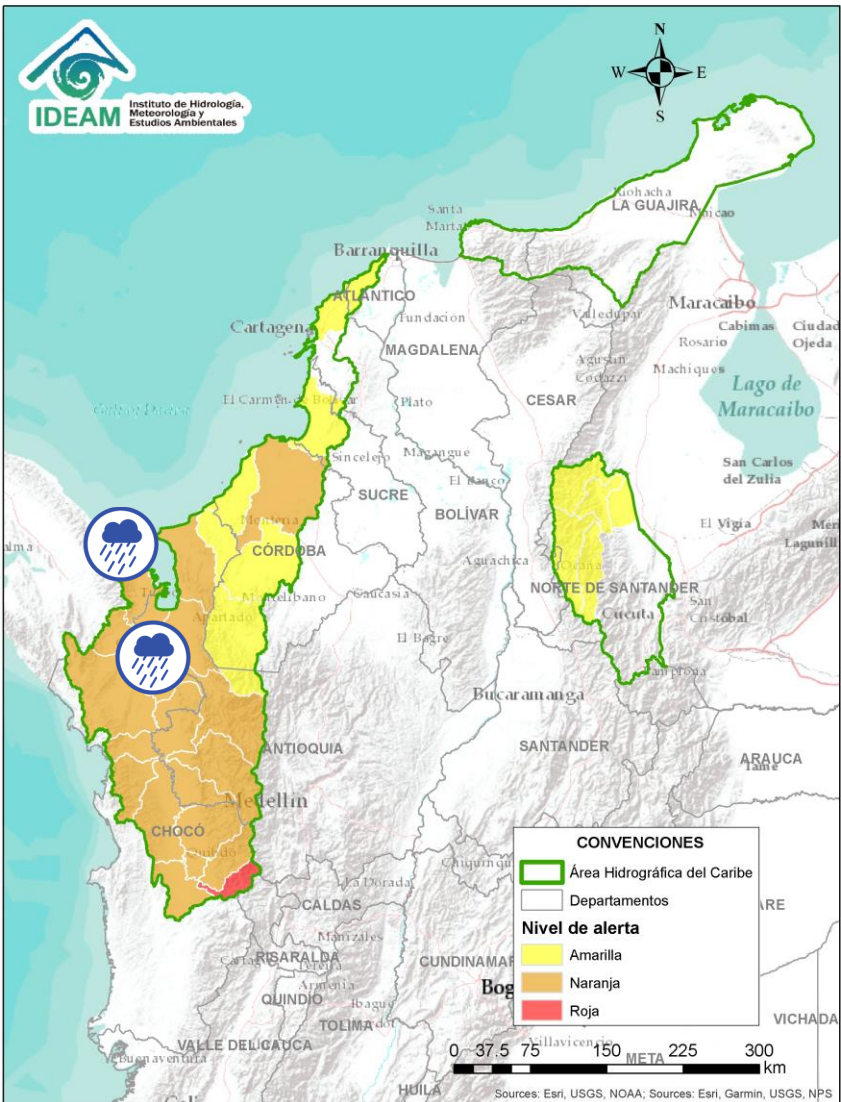 IDEAM
Instituto de Hidrología,
Meteorología y
Estudios Ambientales
N
W
E
S
Riohacha
LA GUAJIRA
Maicao
Santa
Marta
Barranquilla
ATLÁNTICO
Maracaibo
Fundación
Valledupar
Cabimas
Ciudad
Ojeda
Cartagena
Rosario
MAGDALENA
Agustín
Codazzi
Machiques
Lago de
Maracaibo
El Carmen de Bolívar
Plato
CESAR
Sincelejo
Magangué
San Carlos
del Zulia
El Banco
SUCRE
BOLÍVAR
El Vigía
Montería
CÓRDOBA
Aguachica
Ocaña
NORTE DE SANTANDER
Montelibano
Caucasia
Cúcuta
San
Cristóbal
Apartadó
El Bagre
Pamplona
Bucaramanga
ANTIOQUIA
SANTANDER
ARAUCA
Tame
Medellín
CHOCÓ
Quibdó
La Dorada
CALDAS
Manizales
RISARALDA
Pereira
Armenia
QUINDÍO
Ibagué
TOLIMA
VALLE DEL CAUCA
Buenaventura
HUILA
Villavicencio
META
VICHADA
CONVENCIONES
Área Hidrográfica del Caribe
Departamentos
Nivel de alerta
Amarilla
Naranja
Roja
0 37.5 75 150 225 300
km
Sources: Esri, USGS, NOAA; Sources: Esri, Garmin, USGS, NPS